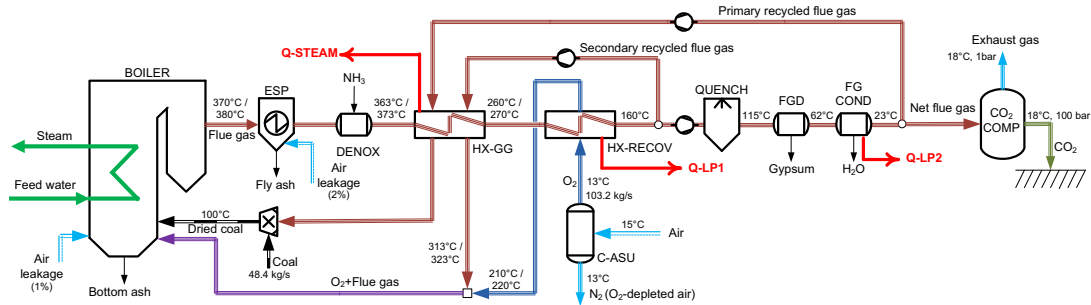 Primary recycled flue gas
Q-STEAM
Secondary recycled flue gas
Exhaust gas
18°C, 1bar
BOILER
370°C /
380°C
Flue gas
ESP
NH3
DENOX
363°C /
373°C
HX-GG
260°C /
270°C
HX-RECOV
160°C
QUENCH
115°C
FGD
62°C
FG
COND
23°C
Net flue gas
CO2
COMP
18°C, 100 bar
CO2
Steam
Feed water
Air
leakage
(2%)
Fly ash
Q-LP1
Gypsum
H2O
Q-LP2
O2
13°C
103.2 kg/s
100°C
Dried coal
Coal
48.4 kg/s
15°C
Air
C-ASU
Air
leakage
(1%)
Bottom ash
O2+Flue gas
313°C /
323°C
210°C /
220°C
13°C
N2 (O2-depleted air)